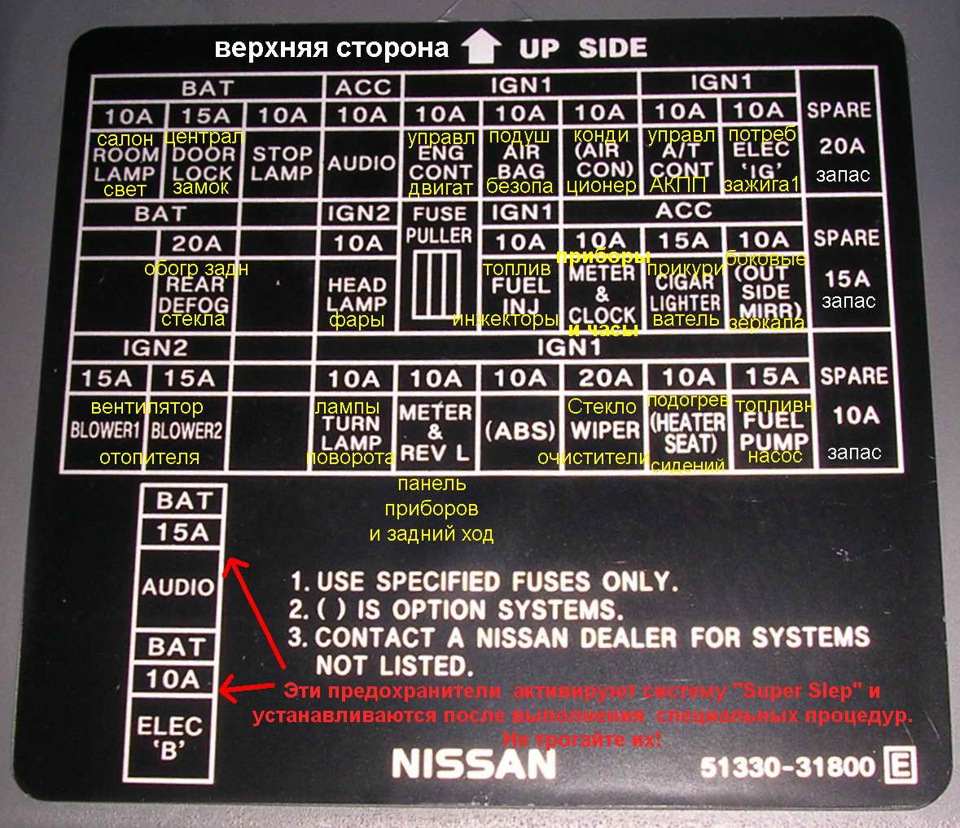 верхняя сторона UP SIDE
BAT ACC IGN1 IGN1 SPARE
10A 15A 10A 10A 10A 10A 10A 10A 10A 20A
салон централ управл подуш конди управл потреб запас
ROOM DOOR STOP AUDIO ENG AIR (AIR A/T ELEC
LAMP LOCK LAMP CONT BAG CON) CONT 'IG'
свет замок двигат безопа ционер АКПП зажига1
BAT IGN2 FUSE IGN1 ACC SPARE
PULLER
20A 10A 10A 10A 15A 10A 15A
обогр задн топлив приборы прикури боковые запас
REAR HEAD FUEL METER CIGAR (OUT
DEFOG LAMP INJ & LIGHTER SIDE
CLOCK MIRR)
стекла фары инжекторы и часы ватель зеркала
IGN2 IGN1 SPARE
15A 15A 10A 10A 10A 20A 10A 15A 10A
вентилятор лампы Стекло подогрев топливн
BLOWER1 BLOWER2 TURN METER (ABS) WIPER (HEATER FUEL
LAMP & SEAT) PUMP
REV L
отопителя поворота очистители сидений насос запас
панель
приборов
и задний ход
BAT
15A
AUDIO
BAT
10A
ELEC
'B'
1. USE SPECIFIED FUSES ONLY.
2. ( ) IS OPTION SYSTEMS.
3. CONTACT A NISSAN DEALER FOR SYSTEMS
NOT LISTED.
Эти предохранители активируют систему "Super Slep" и
устанавливаются после выполнения специальных процедур.
Не трогайте их!
NISSAN 51330-31800 E